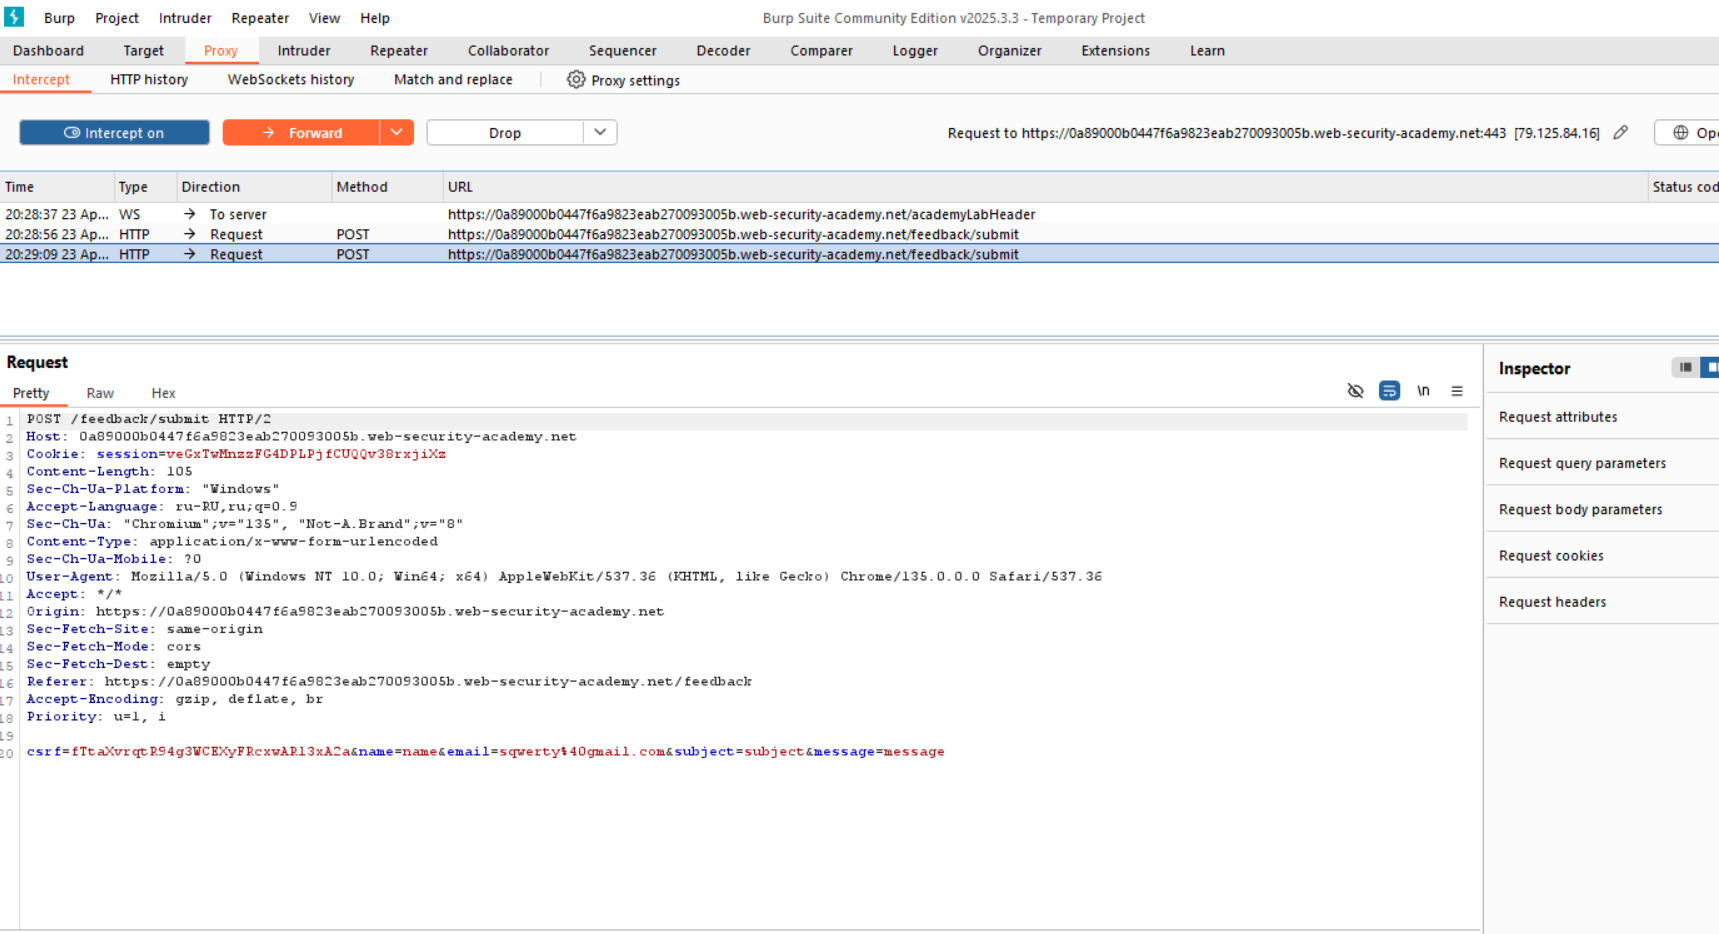 Burp Project Intruder Repeater View Help Burp Suite Community Edition v2025.3.3 - Temporary Project
Dashboard Target Proxy Intruder Repeater Collaborator Sequencer Decoder Comparer Logger Organizer Extensions Learn
Intercept HTTP history WebSockets history Match and replace Proxy settings
Intercept on Forward Drop Request to https://0a89000b0447f6a9823eab270093005b.web-security-academy.net:443 [79.125.84.16] Ope
Time Type Direction Method URL Status cod
20:28:37 23 Ap... WS → To server https://0a89000b0447f6a9823eab270093005b.web-security-academy.net/academyLabHeader
20:28:56 23 Ap... HTTP → Request POST https://0a89000b0447f6a9823eab270093005b.web-security-academy.net/feedback/submit
20:29:09 23 Ap... HTTP → Request POST https://0a89000b0447f6a9823eab270093005b.web-security-academy.net/feedback/submit
Request
Inspector
Pretty Raw Hex \n
Request attributes
Request query parameters
Request body parameters
Request cookies
Request headers
1 POST /feedback/submit HTTP/2
2 Host: 0a89000b0447f6a9823eab270093005b.web-security-academy.net
3 Cookie: session=veGxTwMnzzFG4DPLPjfCUQQv38rxjiXz
4 Content-Length: 105
5 Sec-Ch-Ua-Platform: "Windows"
6 Accept-Language: ru-RU,ru;q=0.9
7 Sec-Ch-Ua: "Chromium";v="135", "Not-A.Brand";v="8"
8 Content-Type: application/x-www-form-urlencoded
9 Sec-Ch-Ua-Mobile: ?0
10 User-Agent: Mozilla/5.0 (Windows NT 10.0; Win64; x64) AppleWebKit/537.36 (KHTML, like Gecko) Chrome/135.0.0.0 Safari/537.36
11 Accept: */*
12 Origin: https://0a89000b0447f6a9823eab270093005b.web-security-academy.net
13 Sec-Fetch-Site: same-origin
14 Sec-Fetch-Mode: cors
15 Sec-Fetch-Dest: empty
16 Referer: https://0a89000b0447f6a9823eab270093005b.web-security-academy.net/feedback
17 Accept-Encoding: gzip, deflate, br
18 Priority: u=1, i
19
20 csrf=fTtaXvrqtR94g3WCEXyFRcxwARl3xA2a&name=name&email=sqwerty%40gmail.com&subject=subject&message=message